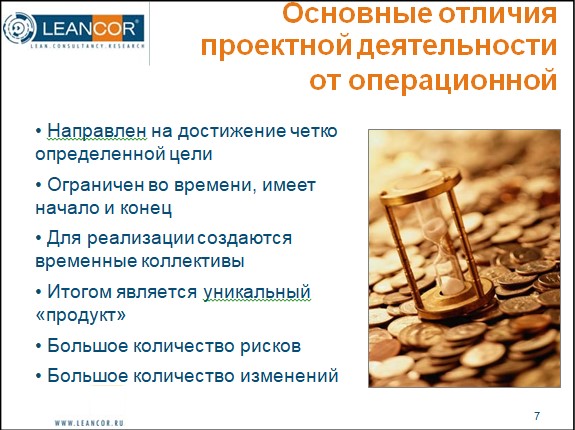 LEANCOR®
LEAN.CONSULTANCY.RESEARCH
Основные отличия
проектной деятельности
от операционной
• Направлен на достижение четко
определенной цели
• Ограничен во времени, имеет
начало и конец
• Для реализации создаются
временные коллективы
• Итогом является уникальный
«продукт»
• Большое количество рисков
• Большое количество изменений
WWW.LEANCOR.RU
7